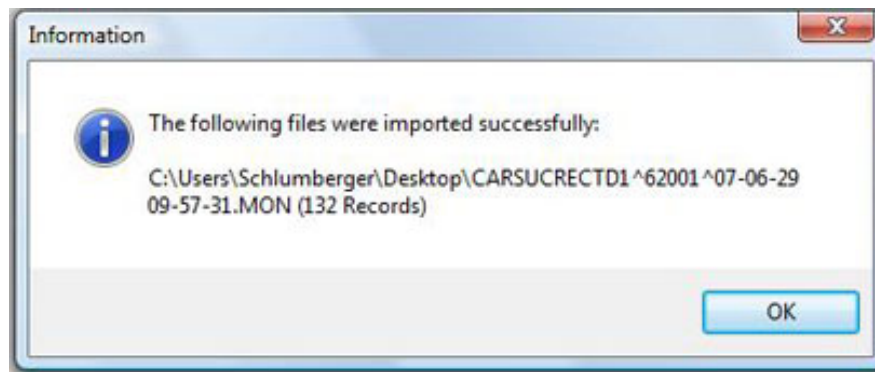 Information
The following files were imported successfully:
C:\Users\Schlumberger\Desktop\CARSUCRECTD1^62001^07-06-29
09-57-31.MON (132 Records)
OK